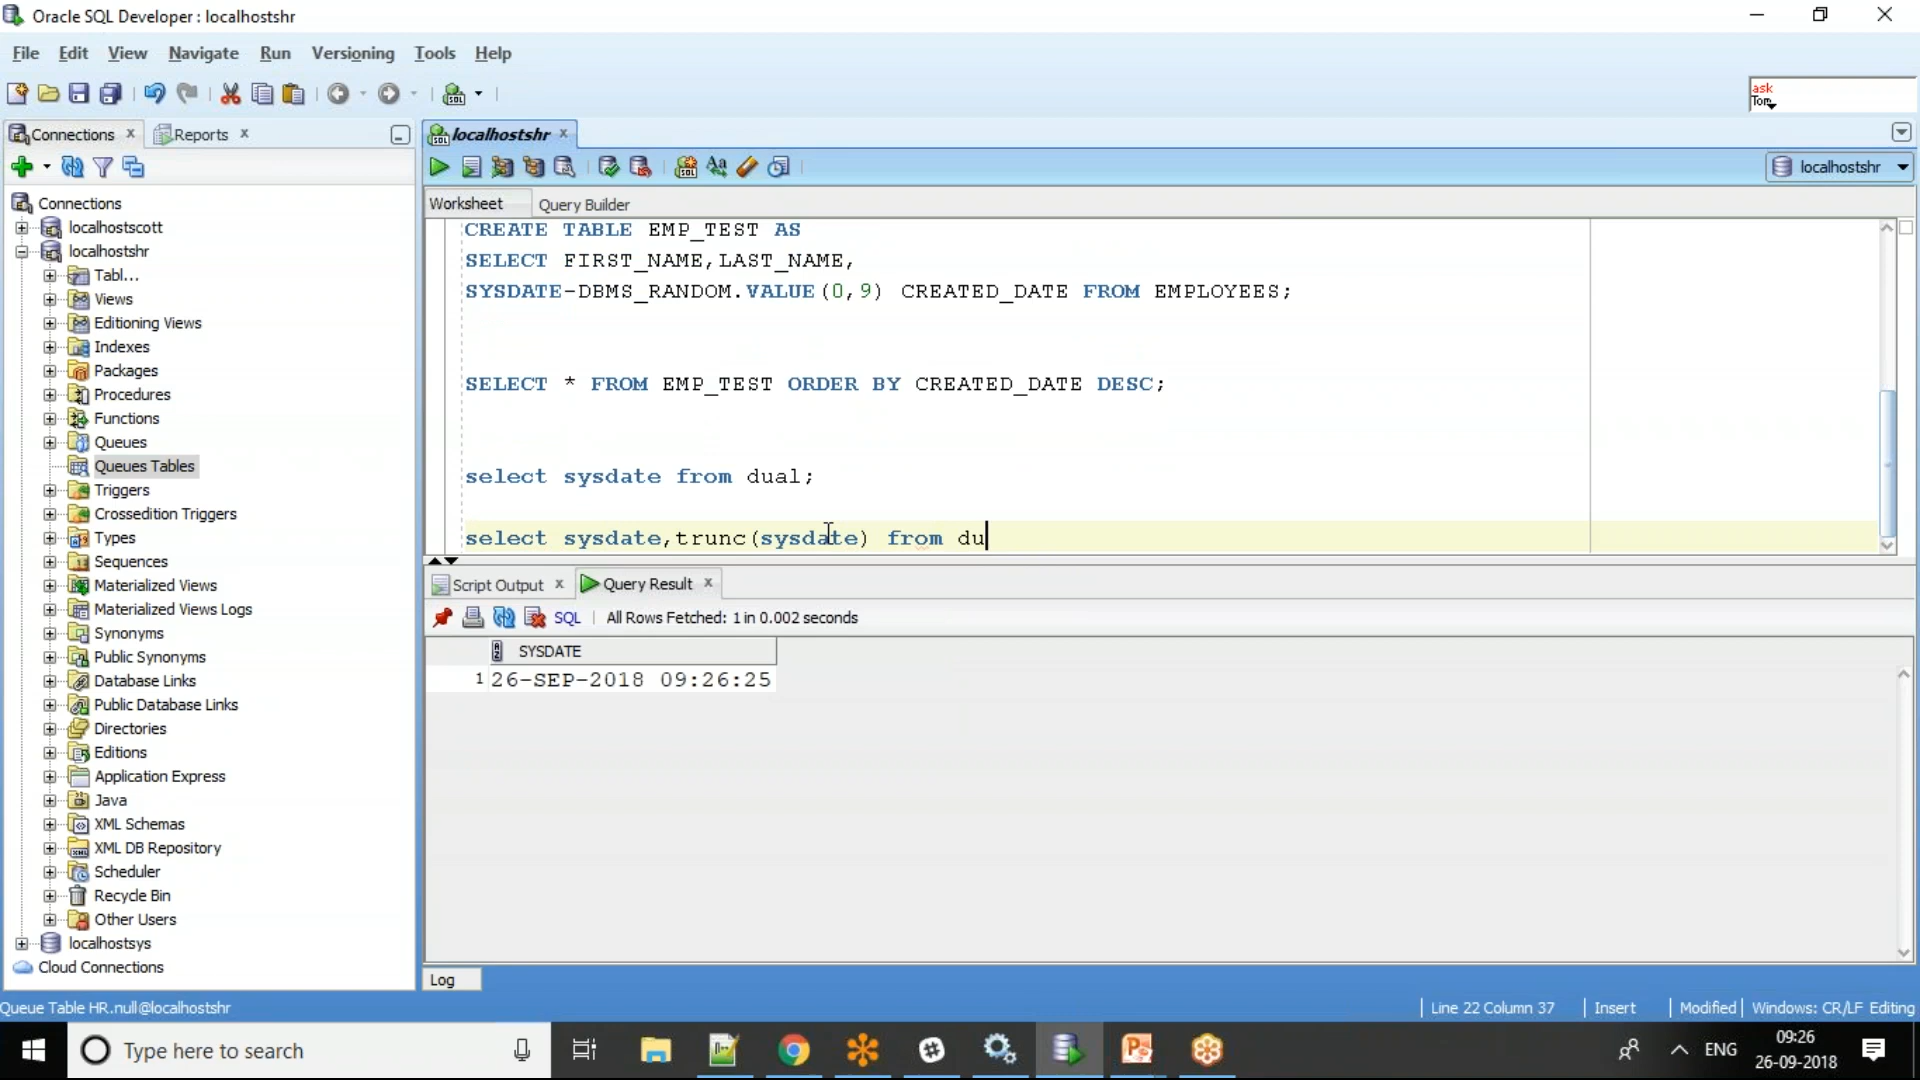 Oracle SQL Developer : localhostshr
File Edit View Navigate Run Versioning Tools Help
ask
Tom
Connections Reports
localhostshr
localhostshr
Worksheet Query Builder
Connections
localhostscott
localhostshr
Tabl...
Views
Editioning Views
Indexes
Packages
Procedures
Functions
Queues
Queues Tables
Triggers
Crossedition Triggers
Types
Sequences
Materialized Views
Materialized Views Logs
Synonyms
Public Synonyms
Database Links
Public Database Links
Directories
Editions
Application Express
Java
XML Schemas
XML DB Repository
Scheduler
Recycle Bin
Other Users
localhostsys
Cloud Connections
CREATE TABLE EMP_TEST AS
SELECT FIRST_NAME,LAST_NAME,
SYSDATE-DBMS_RANDOM.VALUE(0,9) CREATED_DATE FROM EMPLOYEES;
SELECT * FROM EMP_TEST ORDER BY CREATED_DATE DESC;
select sysdate from dual;
select sysdate,trunc(sysdate) from du
Script Output Query Result
SQL All Rows Fetched: 1 in 0.002 seconds
SYSDATE
1 26-SEP-2018 09:26:25
Log
Queue Table HR.null@localhostshr
Line 22 Column 37 Insert Modified Windows: CR/LF Editing
Type here to search
ENG
09:26
26-09-2018